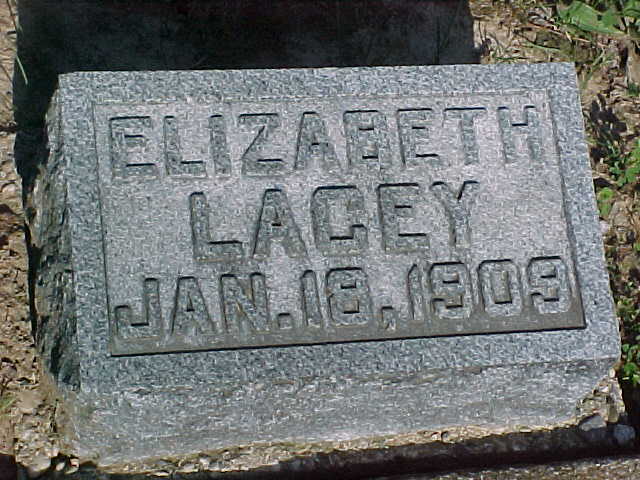 ELIZABETH
LACEY
JAN. 18, 1909